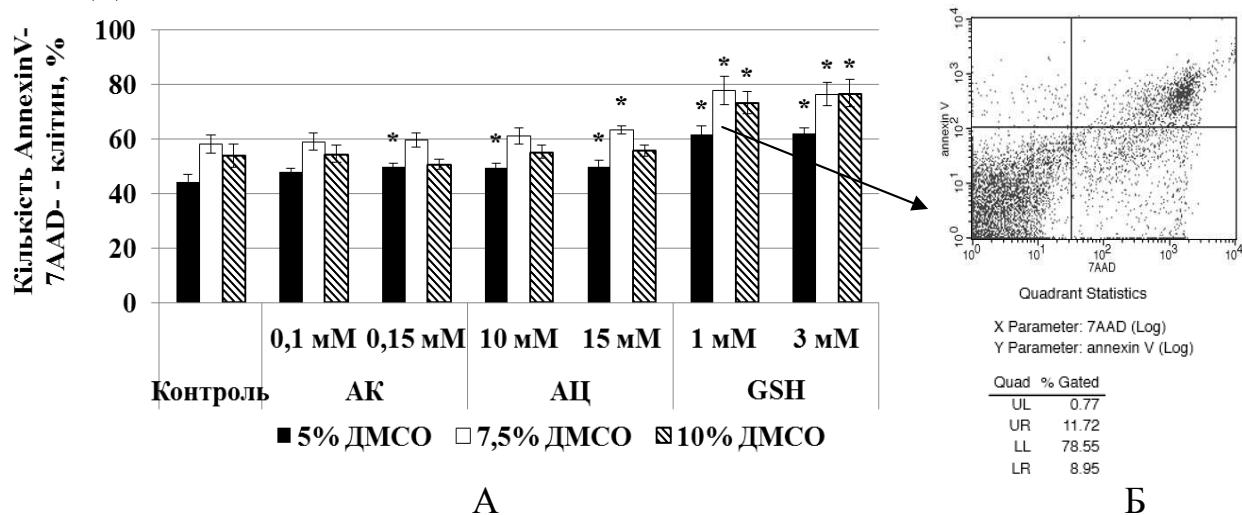 Кількість AnnexinV-
7AAD- - клітин, %
100
80
60
40
20
0
* * * * * * * * * *
0,1 мМ 0,15 мМ 10 мМ 15 мМ 1 мМ 3 мМ
Контроль АК АЦ GSH
5% ДМСО 7,5% ДМСО 10% ДМСО
А
annexin V
10^4
10^3
10^2
10^1
10^0
10^0 10^1 10^2 10^3 10^4
7AAD
Quadrant Statistics
X Parameter: 7AAD (Log)
Y Parameter: annexin V (Log)
Quad % Gated
UL 0.77
UR 11.72
LL 78.55
LR 8.95
Б